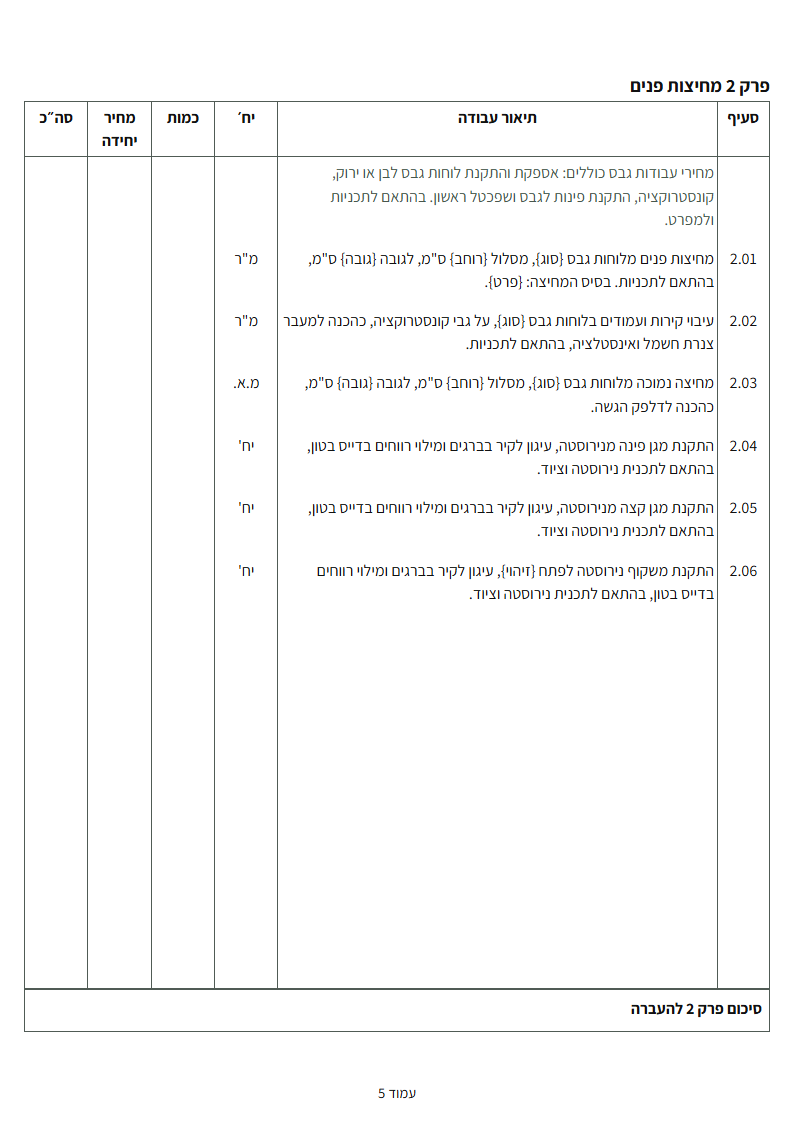 פרק 2 מחיצות פנים
סעיף תיאור עבודה יח׳ כמות מחיר יחידה סה״כ
מחירי עבודות גבס כוללים: אספקת והתקנת לוחות גבס לבן או ירוק,
קונסטרוקציה, התקנת פינות לגבס ושפכטל ראשון. בהתאם לתכניות
ולמפרט.
2.01 מחיצות פנים מלוחות גבס {סוג}, מסלול {רוחב} ס"מ, לגובה {גובה} ס"מ, מ"ר
בהתאם לתכניות. בסיס המחיצה: {פרט}.
2.02 עיבוי קירות ועמודים בלוחות גבס {סוג}, על גבי קונסטרוקציה, כהכנה למעבר מ"ר
צנרת חשמל ואינסטלציה, בהתאם לתכניות.
2.03 מחיצה נמוכה מלוחות גבס {סוג}, מסלול {רוחב} ס"מ, לגובה {גובה} ס"מ, מ.א.
כהכנה לדלפק הגשה.
2.04 התקנת מגן פינה מנירוסטה, עיגון לקיר בברגים ומילוי רווחים בדייס בטון, יח'
בהתאם לתכנית נירוסטה וציוד.
2.05 התקנת מגן קצה מנירוסטה, עיגון לקיר בברגים ומילוי רווחים בדייס בטון, יח'
בהתאם לתכנית נירוסטה וציוד.
2.06 התקנת משקוף נירוסטה לפתח {זיהוי}, עיגון לקיר בברגים ומילוי רווחים יח'
בדייס בטון, בהתאם לתכנית נירוסטה וציוד.
סיכום פרק 2 להעברה
עמוד 5